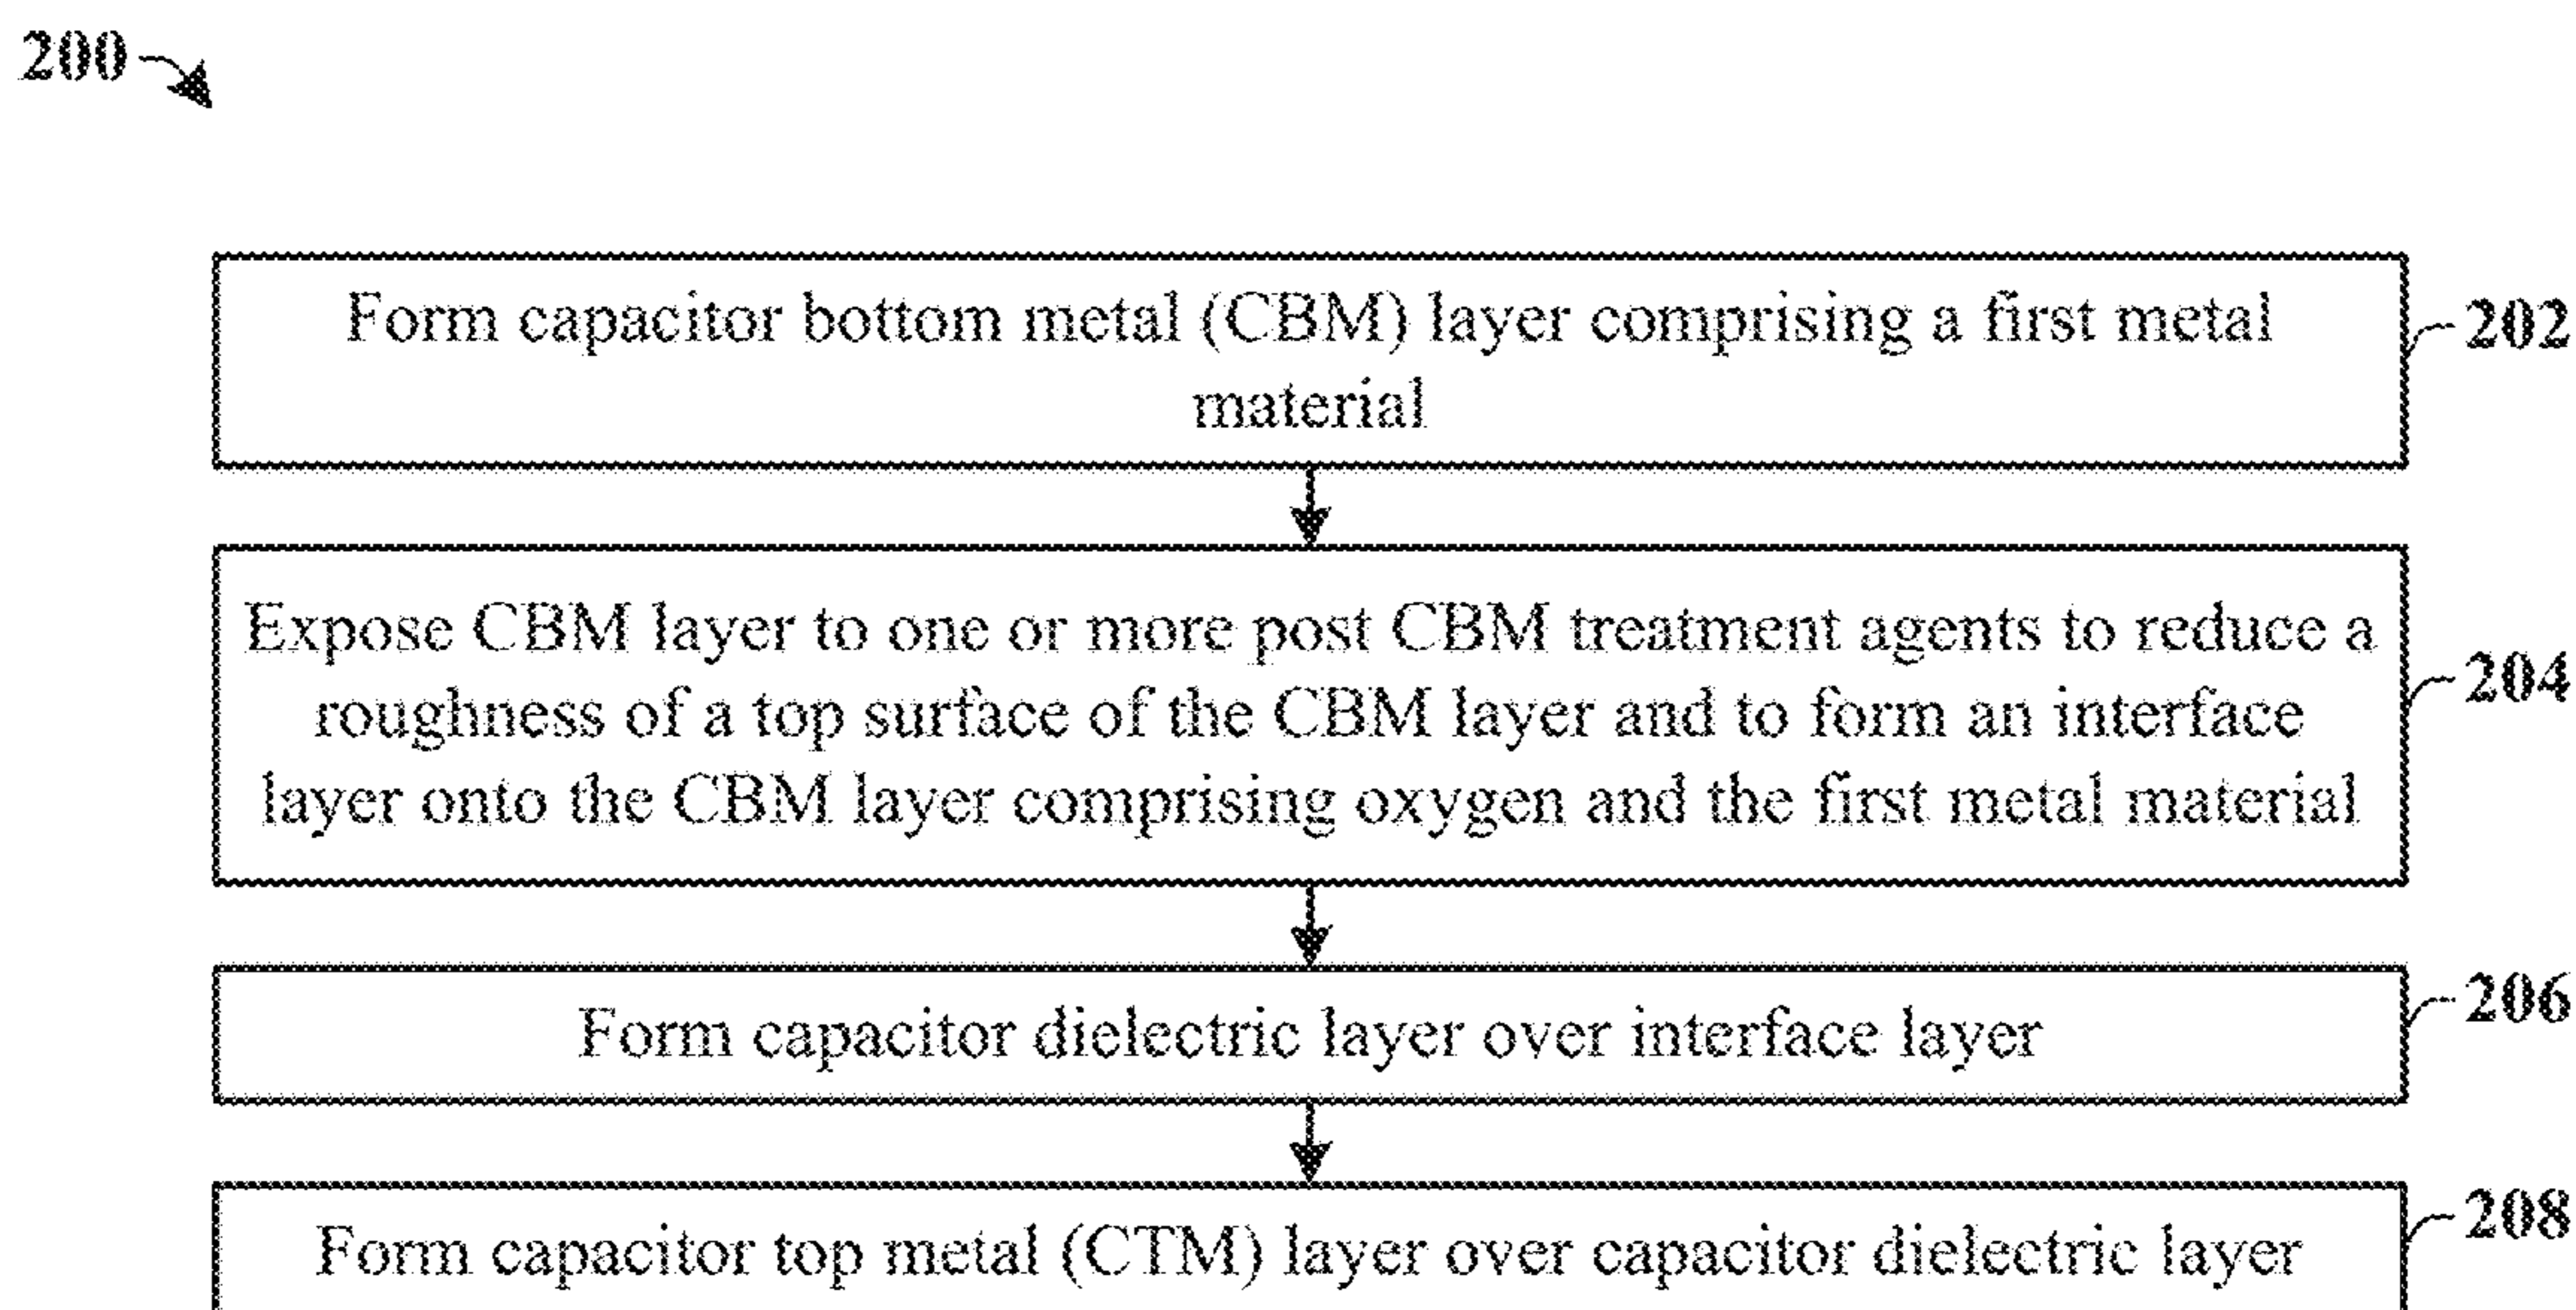 200
Form capacitor bottom metal (CBM) layer comprising a first metal
material
202
Expose CBM layer to one or more post CBM treatment agents to reduce a
roughness of a top surface of the CBM layer and to form an interface
layer onto the CBM layer comprising oxygen and the first metal material
204
Form capacitor dielectric layer over interface layer
206
Form capacitor top metal (CTM) layer over capacitor dielectric layer
208